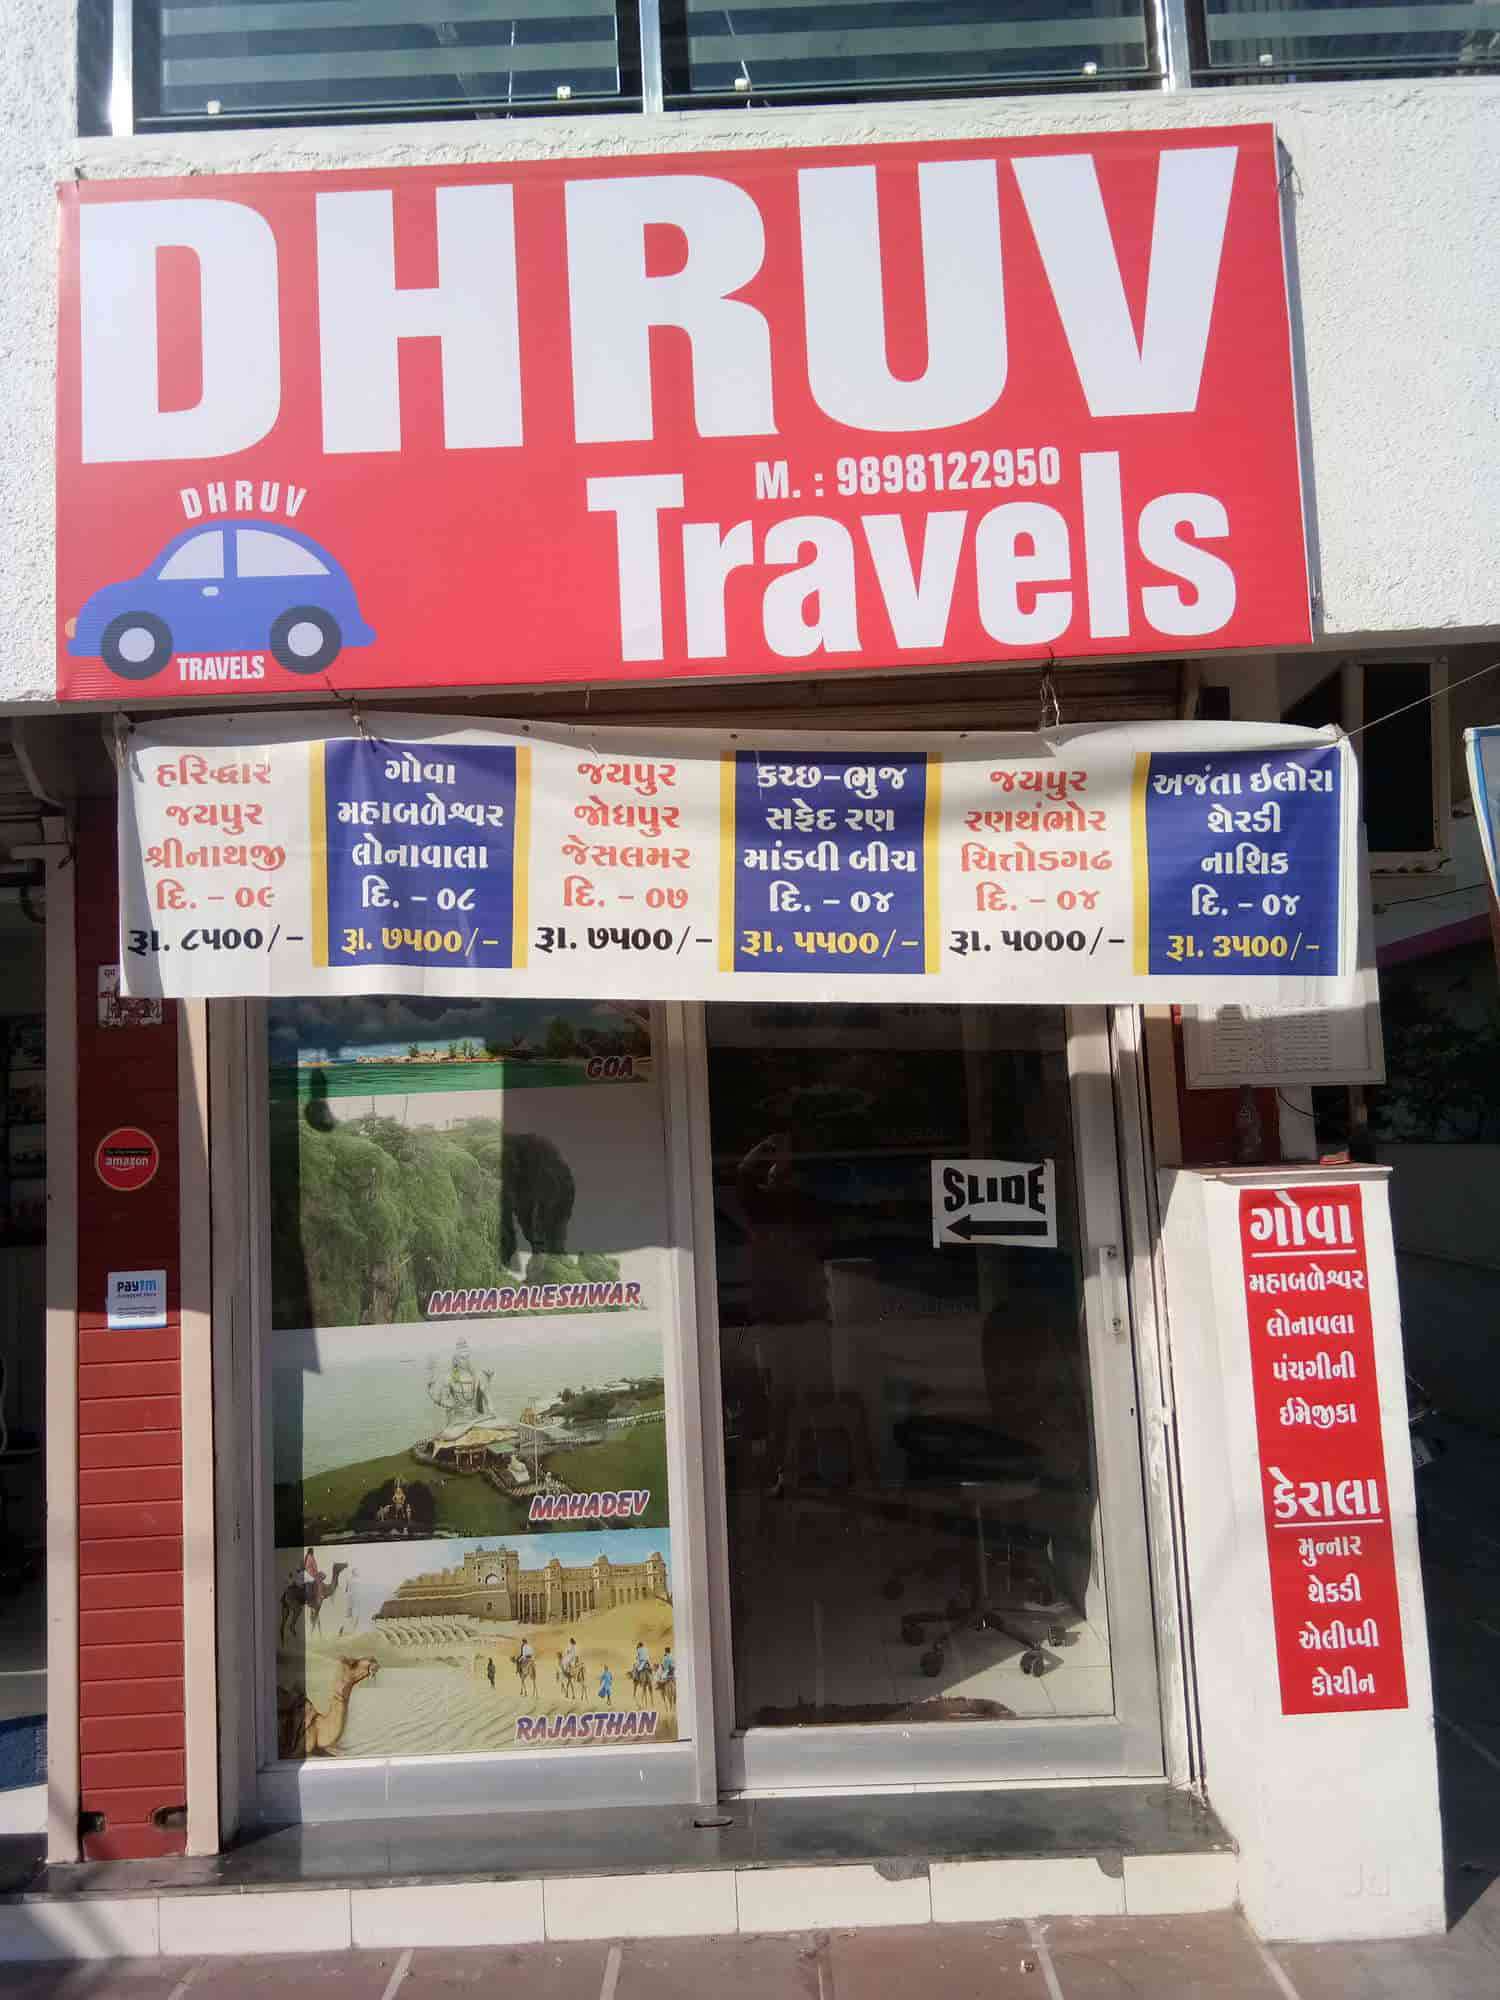 DHRUV
M. : 9898122950
Travels
DHRUV
TRAVELS
હરિદ્વાર
જયપુર
શ્રીનાથજી
દિ. - ૦૯
રૂા. ૮૫૦૦/-
ગોવા
મહાબળેશ્વર
લોનાવાલા
દિ. - ૦૮
રૂા. ૭૫૦૦/-
જયપુર
જોધપુર
જેસલમર
દિ. - ૦૭
રૂા. ૭૫૦૦/-
કચ્છ-ભુજ
સફેદ રણ
માંડવી બીચ
દિ. - ૦૪
રૂા. ૫૫૦૦/-
જયપુર
રણથંભોર
ચિત્તોડગઢ
દિ. - ૦૪
રૂા. ૫૦૦૦/-
અજંતા ઈલોરા
શેરડી
નાશિક
દિ. - ૦૪
રૂા. ૩૫૦૦/-
GOA
MAHABALESHWAR
MAHADEV
RAJASTHAN
amazon
paytm
SLIDE
ગોવા
મહાબળેશ્વર
લોનાવલા
પંચગીની
ઈમેજીકા
કેરાલા
મુન્નાર
થેકડી
એલીપ્પી
કોચીન
Jd